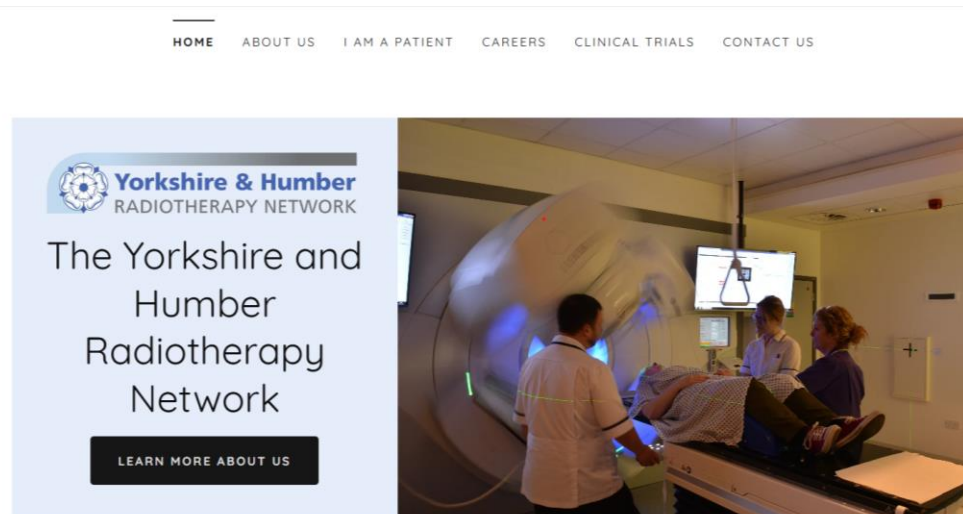 HOME ABOUT US I AM A PATIENT CAREERS CLINICAL TRIALS CONTACT US
Yorkshire & Humber
RADIOTHERAPY NETWORK
The Yorkshire and
Humber
Radiotherapy
Network
LEARN MORE ABOUT US